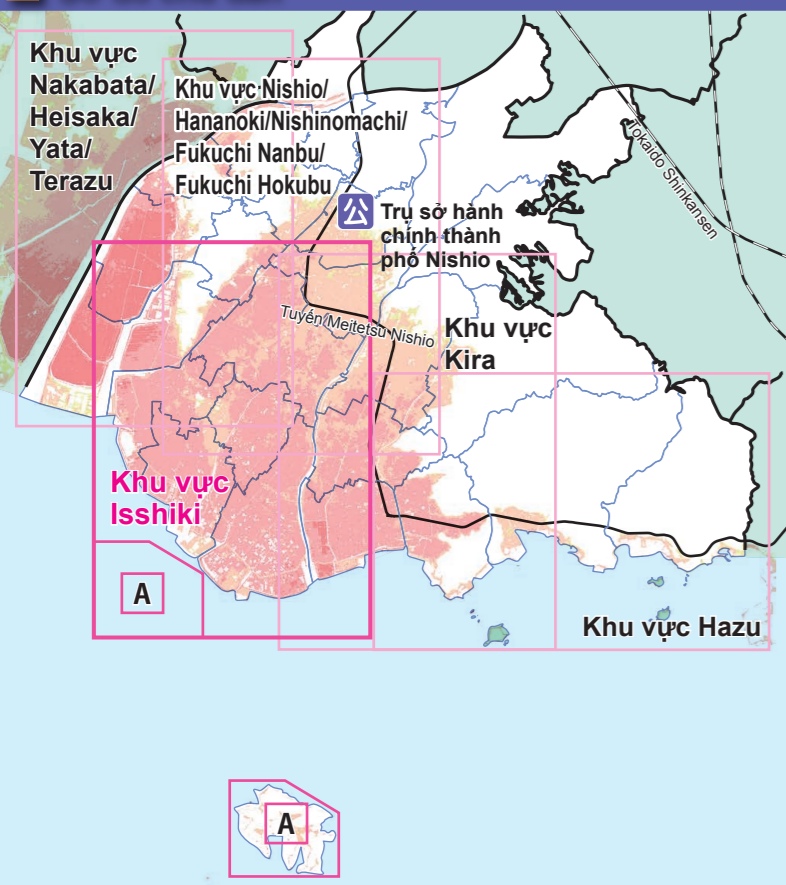 Khu vực
Nakabata/
Heisaka/
Yata/
Terazu
Khu vực Nishio/
Hananoki/Nishinomachi/
Fukuchi Nanbu/
Fukuchi Hokubu
公
Trụ sở hành
chính thành
phố Nishio
Tokaido Shinkansen
Tuyến Meitetsu Nishio
Khu vực
Kira
Khu vực
Isshiki
A
Khu vực Hazu
A